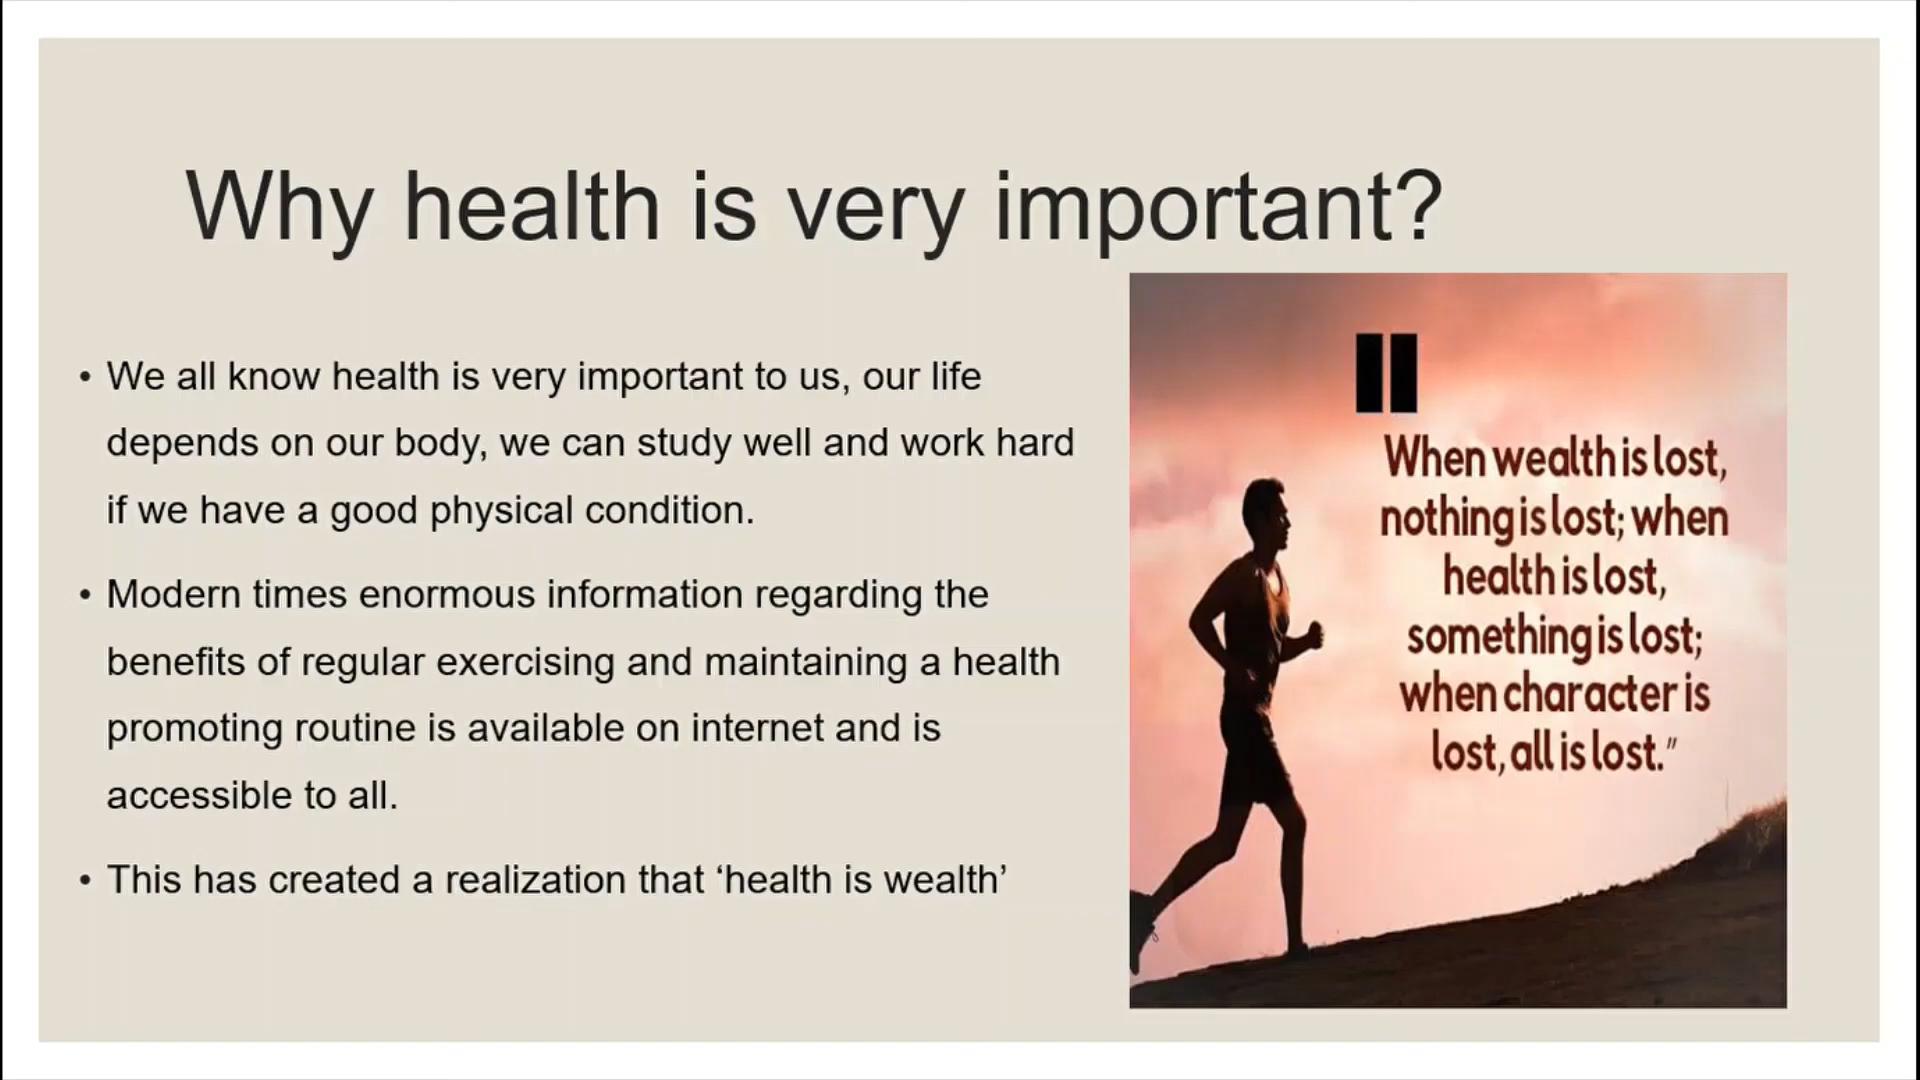 Why health is very important?
• We all know health is very important to us, our life
depends on our body, we can study well and work hard
if we have a good physical condition.
• Modern times enormous information regarding the
benefits of regular exercising and maintaining a health
promoting routine is available on internet and is
accessible to all.
• This has created a realization that ‘health is wealth’
When wealth is lost,
nothing is lost; when
health is lost,
something is lost;
when character is
lost, all is lost.”